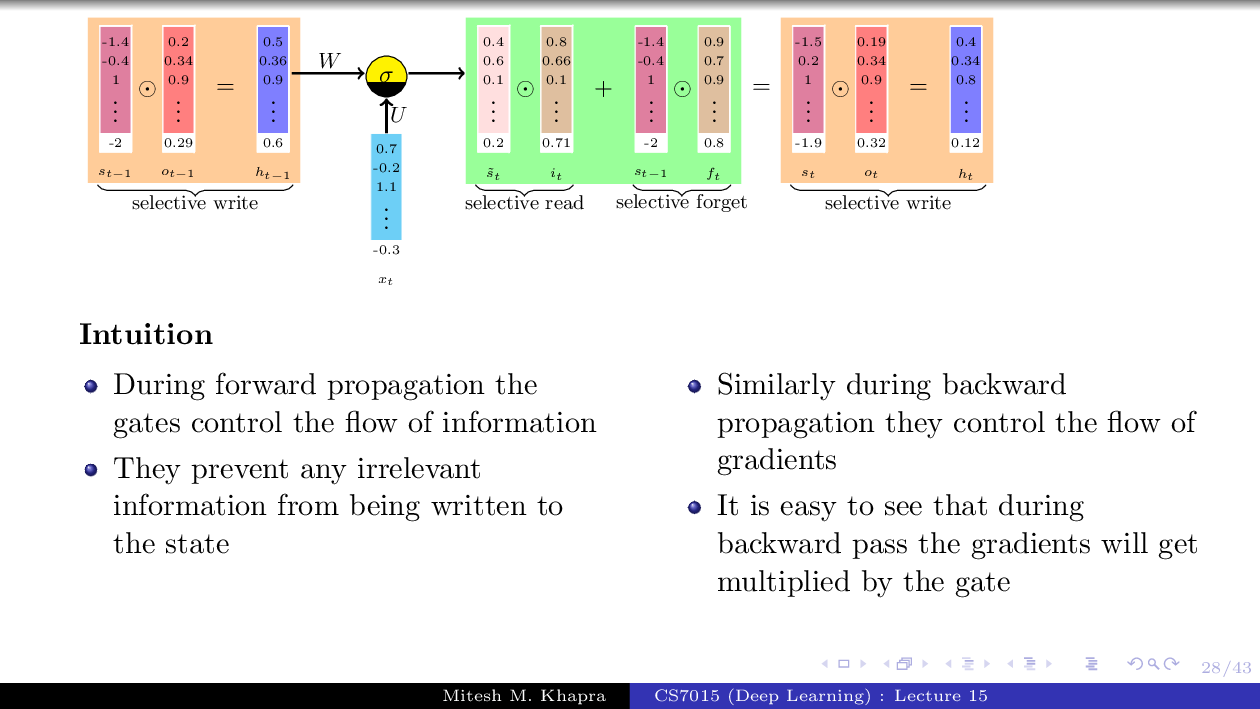 -1.4 0.2 0.5 0.4 0.8 -1.4 0.9 -1.5 0.19 0.4
-0.4 0.34 0.36 W 0.6 0.66 -0.4 0.7 0.2 0.34 0.34
1 ⊙ 0.9 = 0.9 σ 0.1 ⊙ 0.1 + 1 ⊙ 0.9 = 1 ⊙ 0.9 = 0.8
⋮ ⋮ ⋮ U ⋮ ⋮ ⋮ ⋮ ⋮ ⋮ ⋮
-2 0.29 0.6 0.7 0.2 0.71 -2 0.8 -1.9 0.32 0.12
s_{t−1} o_{t−1} h_{t−1} -0.2 s̃_t i_t s_{t−1} f_t s_t o_t h_t
1.1
selective write ⋮ selective read selective forget selective write
-0.3
x_t
Intuition
During forward propagation the
gates control the flow of information
They prevent any irrelevant
information from being written to
the state
Similarly during backward
propagation they control the flow of
gradients
It is easy to see that during
backward pass the gradients will get
multiplied by the gate
28/43
Mitesh M. Khapra CS7015 (Deep Learning) : Lecture 15